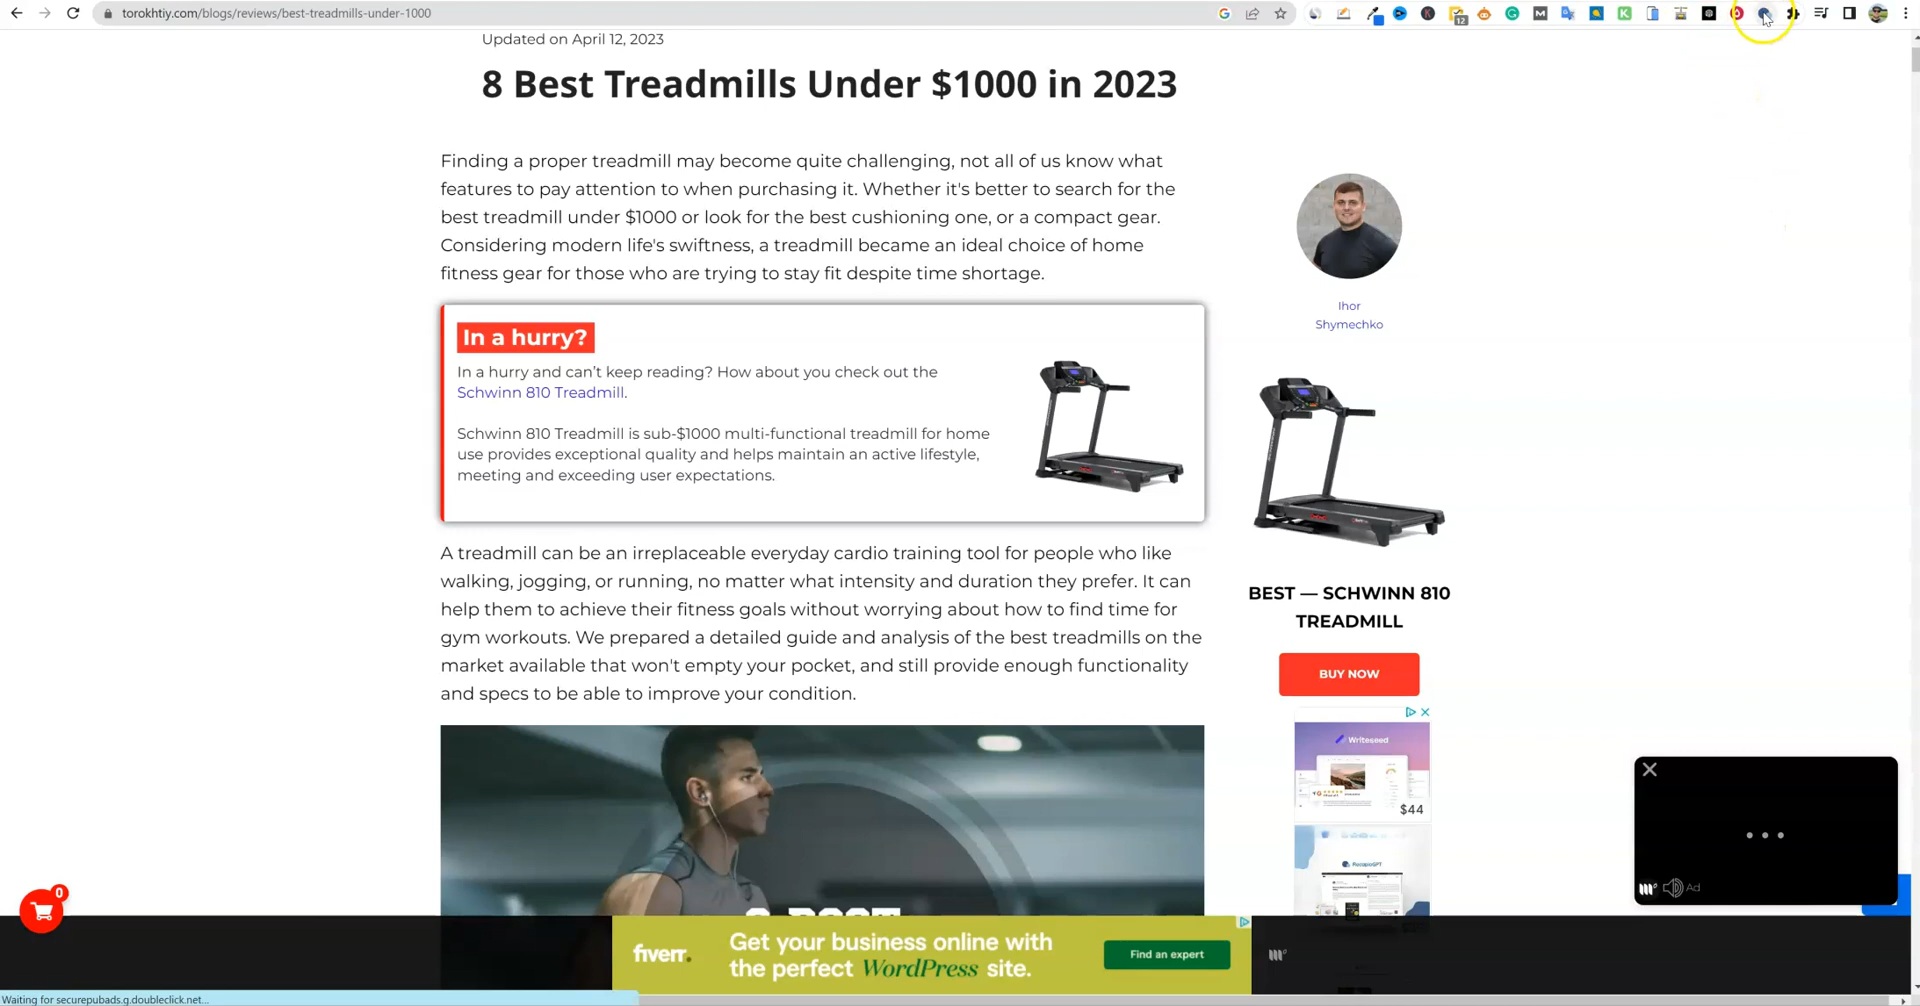 torokhtiy.com/blogs/reviews/best-treadmills-under-1000
12
Updated on April 12, 2023
8 Best Treadmills Under $1000 in 2023
Finding a proper treadmill may become quite challenging, not all of us know what
features to pay attention to when purchasing it. Whether it's better to search for the
best treadmill under $1000 or look for the best cushioning one, or a compact gear.
Considering modern life's swiftness, a treadmill became an ideal choice of home
fitness gear for those who are trying to stay fit despite time shortage.
Ihor
Shymechko
In a hurry?
In a hurry and can't keep reading? How about you check out the
Schwinn 810 Treadmill.
Schwinn 810 Treadmill is sub-$1000 multi-functional treadmill for home
use provides exceptional quality and helps maintain an active lifestyle,
meeting and exceeding user expectations.
A treadmill can be an irreplaceable everyday cardio training tool for people who like
walking, jogging, or running, no matter what intensity and duration they prefer. It can
help them to achieve their fitness goals without worrying about how to find time for
gym workouts. We prepared a detailed guide and analysis of the best treadmills on the
market available that won't empty your pocket, and still provide enough functionality
and specs to be able to improve your condition.
BEST — SCHWINN 810
TREADMILL
BUY NOW
Writeseed
$44
RecapioGPT
Ad
0
8 BEST
fiverr.
Get your business online with
the perfect WordPress site.
Find an expert
Waiting for securepubads.g.doubleclick.net...